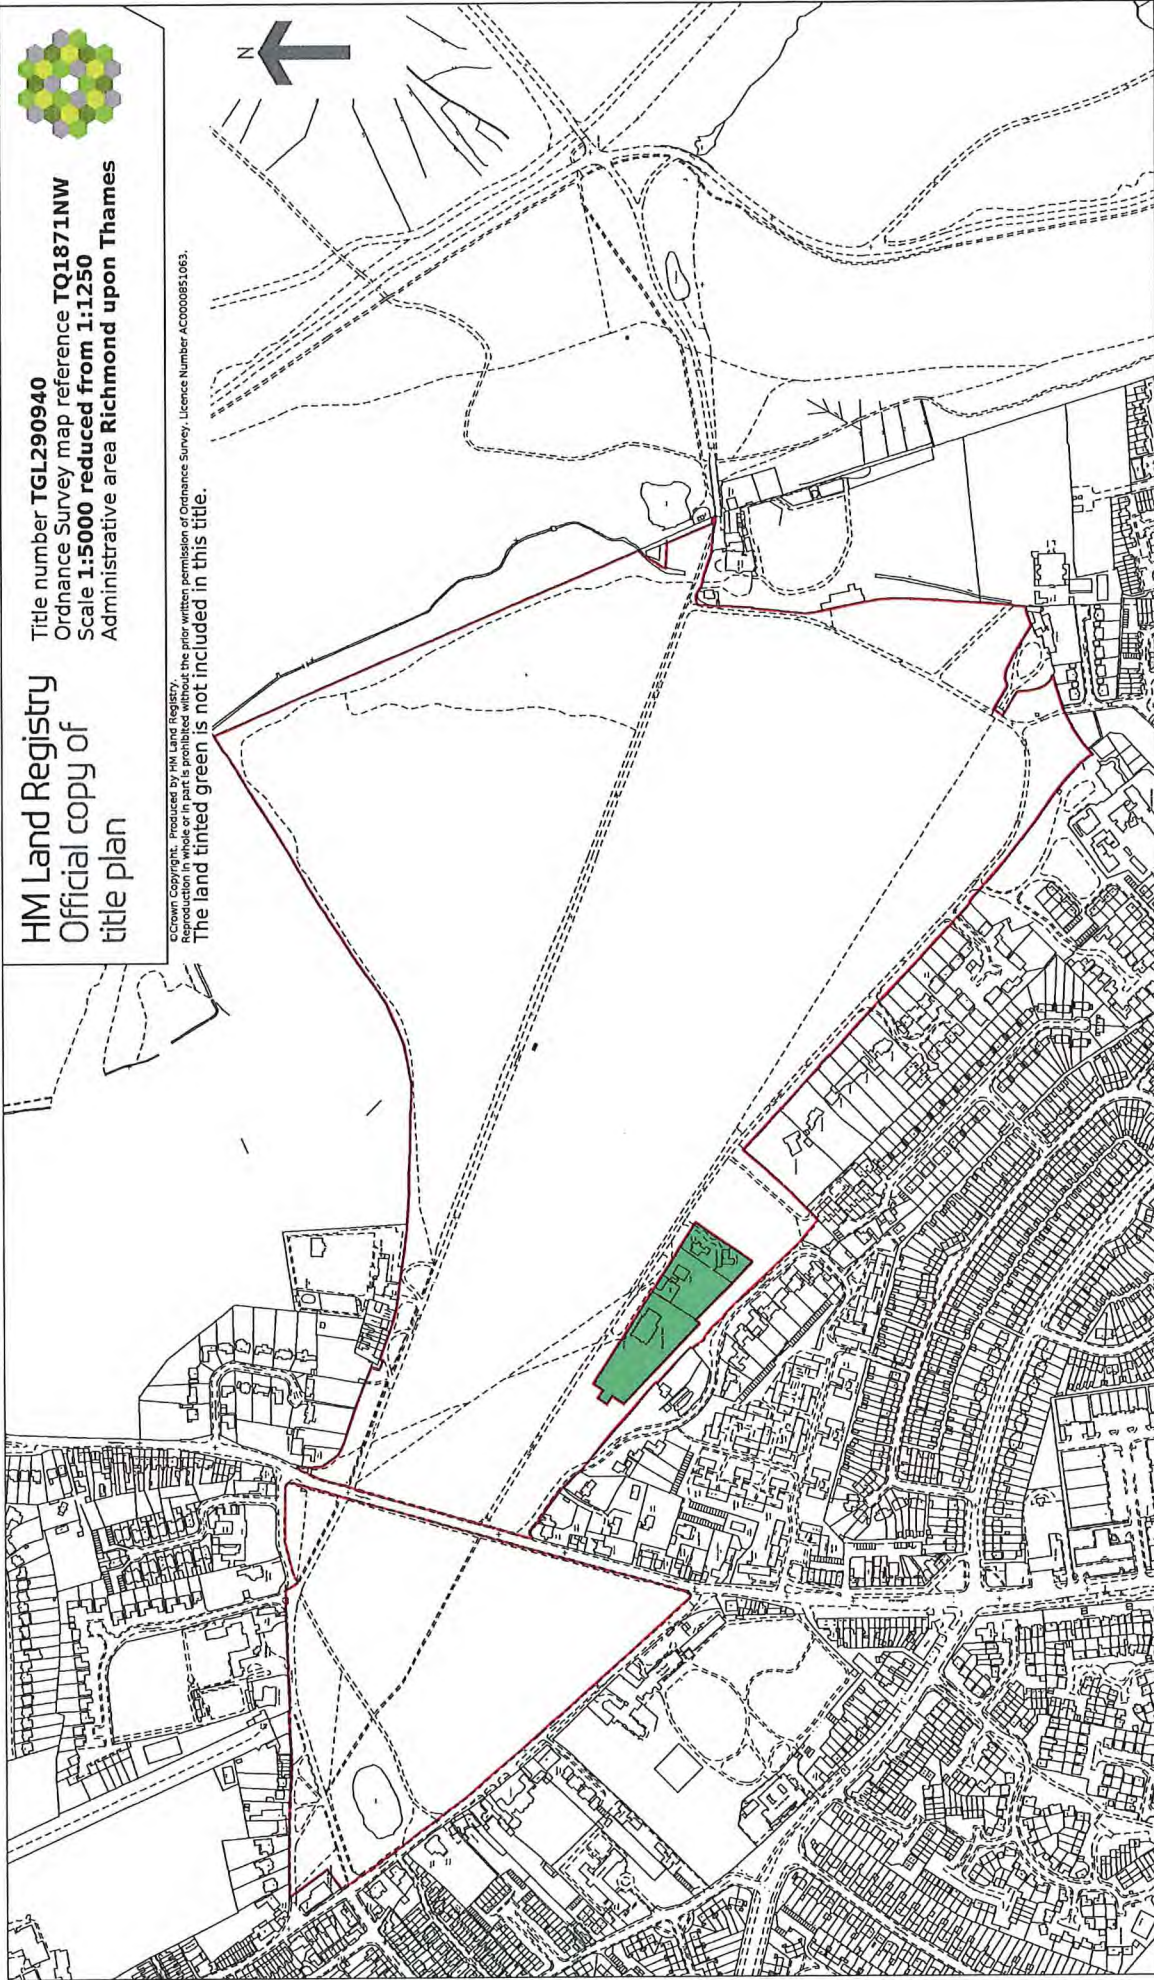 HM Land Registry
Official copy of
title plan
Title number TGL290940
Ordnance Survey map reference TQ1871NW
Scale 1:5000 reduced from 1:1250
Administrative area Richmond upon Thames
©Crown Copyright. Produced by HM Land Registry.
Reproduction in whole or in part is prohibited without the prior written permission of Ordnance Survey. Licence Number AC0000851063.
The land tinted green is not included in this title.
N